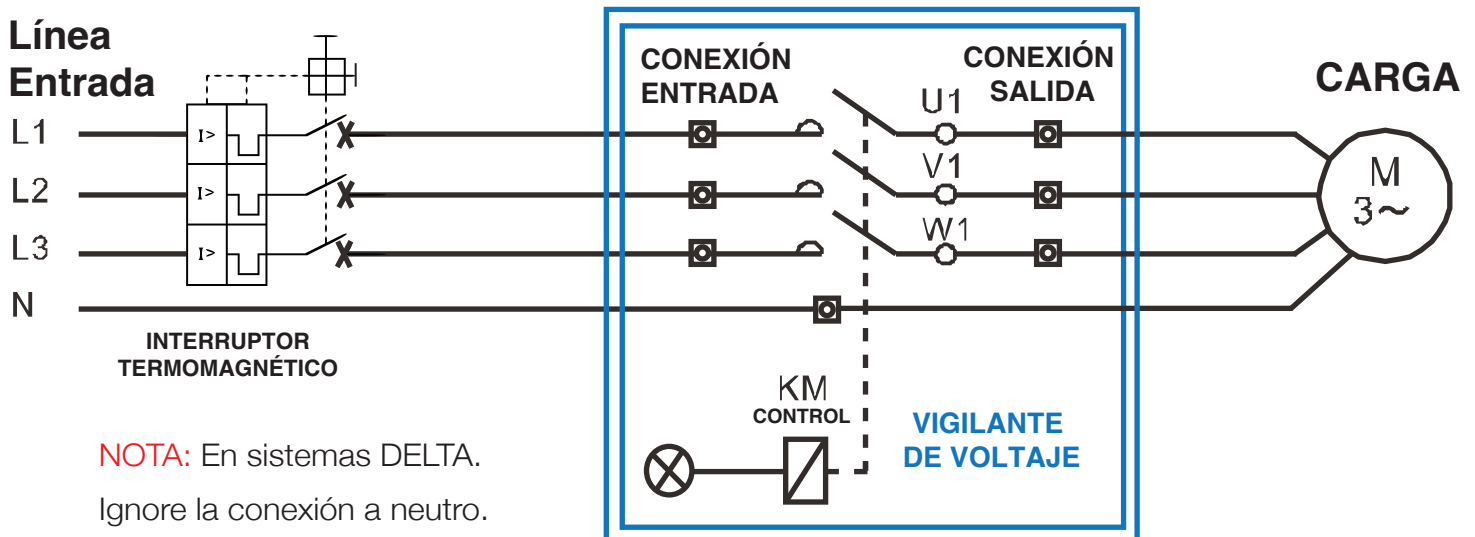 Línea
Entrada
L1
L2
L3
N
I>
I>
I>
INTERRUPTOR
TERMOMAGNÉTICO
NOTA: En sistemas DELTA.
Ignore la conexión a neutro.
CONEXIÓN
ENTRADA
CONEXIÓN
SALIDA
U1
V1
W1
KM
CONTROL
VIGILANTE
DE VOLTAJE
CARGA
M
3~